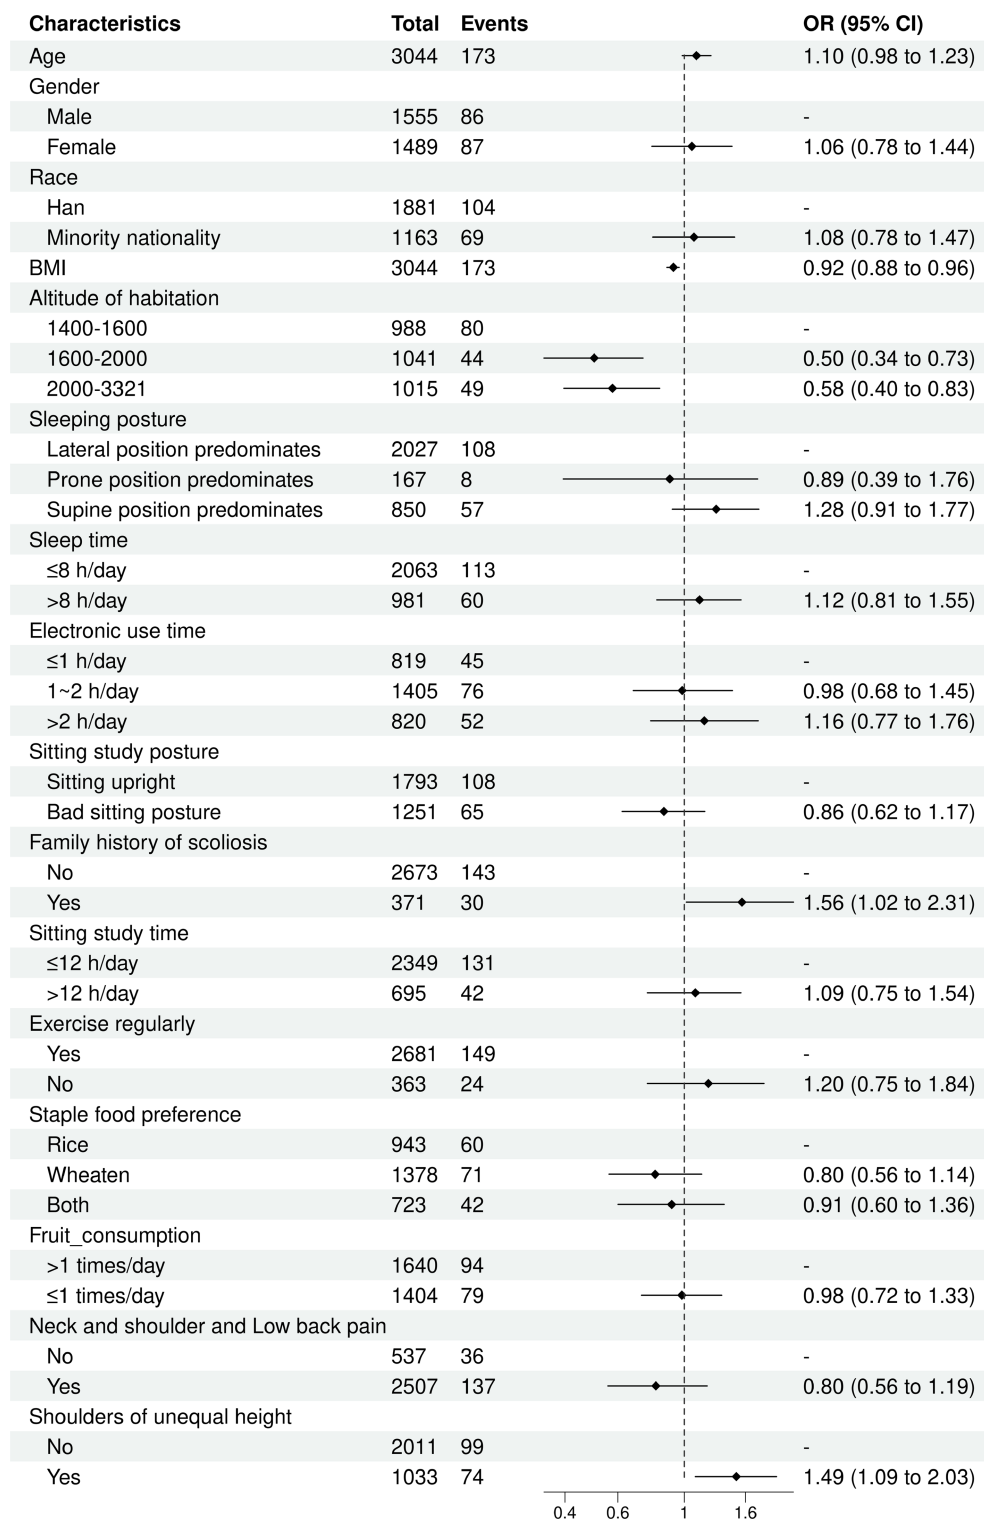 Characteristics Total Events OR (95% CI)
Age 3044 173 1.10 (0.98 to 1.23)
Gender
Male 1555 86 -
Female 1489 87 1.06 (0.78 to 1.44)
Race
Han 1881 104 -
Minority nationality 1163 69 1.08 (0.78 to 1.47)
BMI 3044 173 0.92 (0.88 to 0.96)
Altitude of habitation
1400-1600 988 80 -
1600-2000 1041 44 0.50 (0.34 to 0.73)
2000-3321 1015 49 0.58 (0.40 to 0.83)
Sleeping posture
Lateral position predominates 2027 108 -
Prone position predominates 167 8 0.89 (0.39 to 1.76)
Supine position predominates 850 57 1.28 (0.91 to 1.77)
Sleep time
≤8 h/day 2063 113 -
>8 h/day 981 60 1.12 (0.81 to 1.55)
Electronic use time
≤1 h/day 819 45 -
1~2 h/day 1405 76 0.98 (0.68 to 1.45)
>2 h/day 820 52 1.16 (0.77 to 1.76)
Sitting study posture
Sitting upright 1793 108 -
Bad sitting posture 1251 65 0.86 (0.62 to 1.17)
Family history of scoliosis
No 2673 143 -
Yes 371 30 1.56 (1.02 to 2.31)
Sitting study time
≤12 h/day 2349 131 -
>12 h/day 695 42 1.09 (0.75 to 1.54)
Exercise regularly
Yes 2681 149 -
No 363 24 1.20 (0.75 to 1.84)
Staple food preference
Rice 943 60 -
Wheaten 1378 71 0.80 (0.56 to 1.14)
Both 723 42 0.91 (0.60 to 1.36)
Fruit_consumption
>1 times/day 1640 94 -
≤1 times/day 1404 79 0.98 (0.72 to 1.33)
Neck and shoulder and Low back pain
No 537 36 -
Yes 2507 137 0.80 (0.56 to 1.19)
Shoulders of unequal height
No 2011 99 -
Yes 1033 74 1.49 (1.09 to 2.03)
0.4 0.6 1 1.6